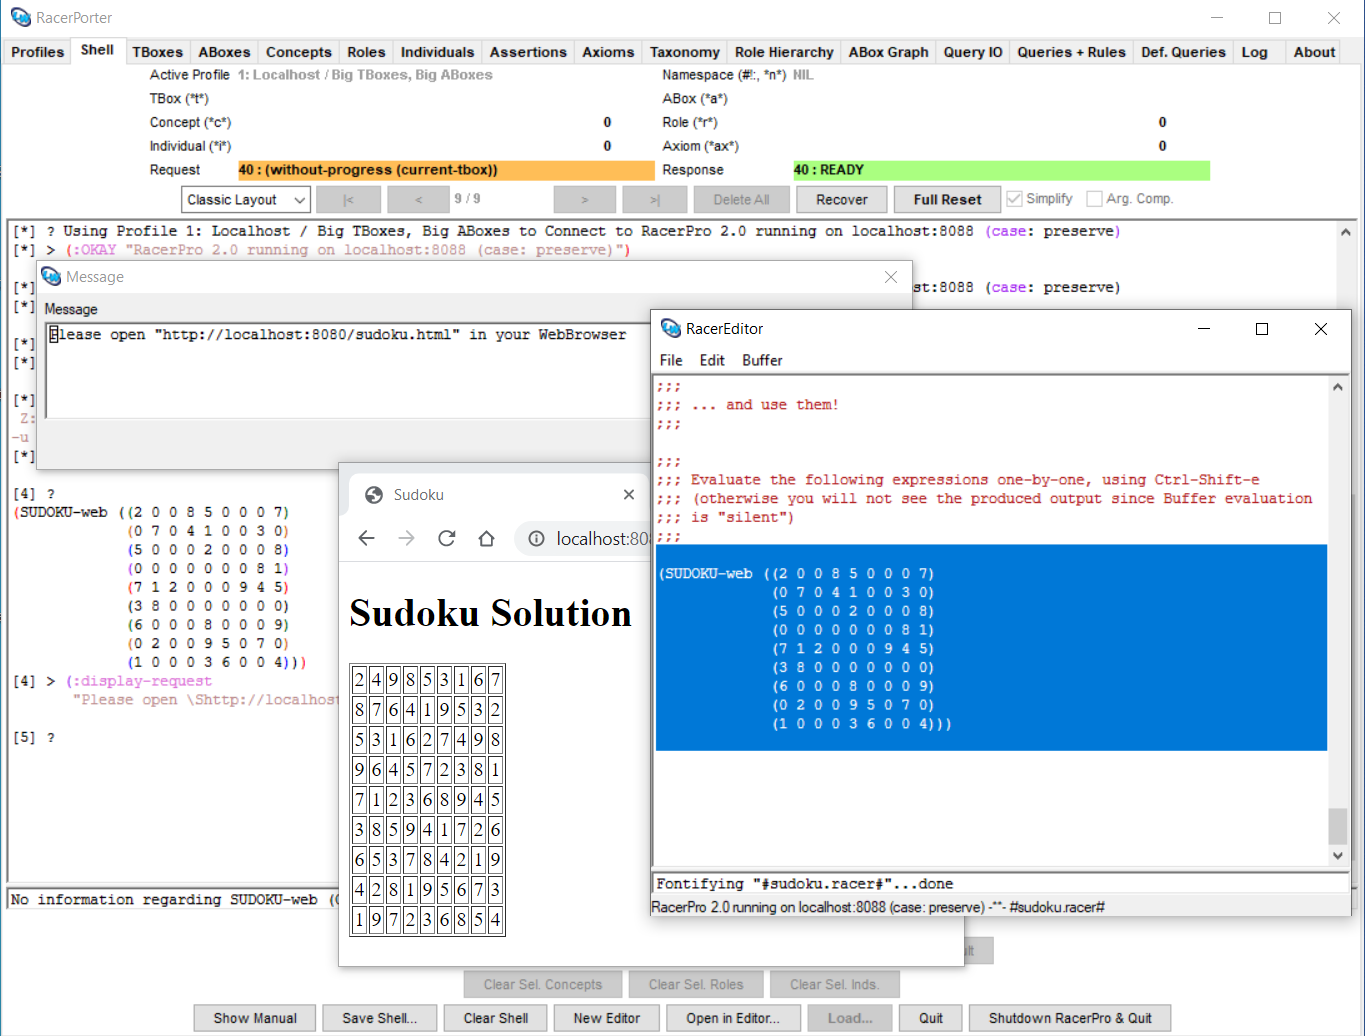 RacerPorter
Profiles Shell TBoxes ABoxes Concepts Roles Individuals Assertions Axioms Taxonomy Role Hierarchy ABox Graph Query IO Queries + Rules Def. Queries Log About
Active Profile 1: Localhost / Big TBoxes, Big ABoxes Namespace (#!:, *n*) NIL
TBox (*t*) ABox (*a*)
Concept (*c*) 0 Role (*r*) 0
Individual (*i*) 0 Axiom (*ax*) 0
Request 40 : (without-progress (current-tbox)) Response 40 : READY
Classic Layout |< < 9 / 9 > >| Delete All Recover Full Reset Simplify Arg. Comp.
[*] ? Using Profile 1: Localhost / Big TBoxes, Big ABoxes to Connect to RacerPro 2.0 running on localhost:8088 (case: preserve)
[*] > (:OKAY "RacerPro 2.0 running on localhost:8088 (case: preserve)")
[*] st:8088 (case: preserve)
[*]
[*]
[*]
[*]
Z:
-u
[*]
[4] ?
(SUDOKU-web ((2 0 0 8 5 0 0 0 7)
(0 7 0 4 1 0 0 3 0)
(5 0 0 0 2 0 0 0 8)
(0 0 0 0 0 0 0 8 1)
(7 1 2 0 0 0 9 4 5)
(3 8 0 0 0 0 0 0 0)
(6 0 0 0 8 0 0 0 9)
(0 2 0 0 9 5 0 7 0)
(1 0 0 0 3 6 0 0 4)))
[4] > (:display-request
"Please open \Shttp://localhost
[5] ?
No information regarding SUDOKU-web (
Message
Message
Please open "http://localhost:8080/sudoku.html" in your WebBrowser
Sudoku
localhost:808
Sudoku Solution
2 4 9 8 5 3 1 6 7
8 7 6 4 1 9 5 3 2
5 3 1 6 2 7 4 9 8
9 6 4 5 7 2 3 8 1
7 1 2 3 6 8 9 4 5
3 8 5 9 4 1 7 2 6
6 5 3 7 8 4 2 1 9
4 2 8 1 9 5 6 7 3
1 9 7 2 3 6 8 5 4
RacerEditor
File Edit Buffer
;;;
;;; ... and use them!
;;;
;;;
;;; Evaluate the following expressions one-by-one, using Ctrl-Shift-e
;;; (otherwise you will not see the produced output since Buffer evaluation
;;; is "silent")
;;;
(SUDOKU-web ((2 0 0 8 5 0 0 0 7)
(0 7 0 4 1 0 0 3 0)
(5 0 0 0 2 0 0 0 8)
(0 0 0 0 0 0 0 8 1)
(7 1 2 0 0 0 9 4 5)
(3 8 0 0 0 0 0 0 0)
(6 0 0 0 8 0 0 0 9)
(0 2 0 0 9 5 0 7 0)
(1 0 0 0 3 6 0 0 4)))
Fontifying "#sudoku.racer#"...done
RacerPro 2.0 running on localhost:8088 (case: preserve) -**- #sudoku.racer#
Clear Sel. Concepts Clear Sel. Roles Clear Sel. Inds.
Show Manual Save Shell... Clear Shell New Editor Open in Editor... Load... Quit Shutdown RacerPro & Quit